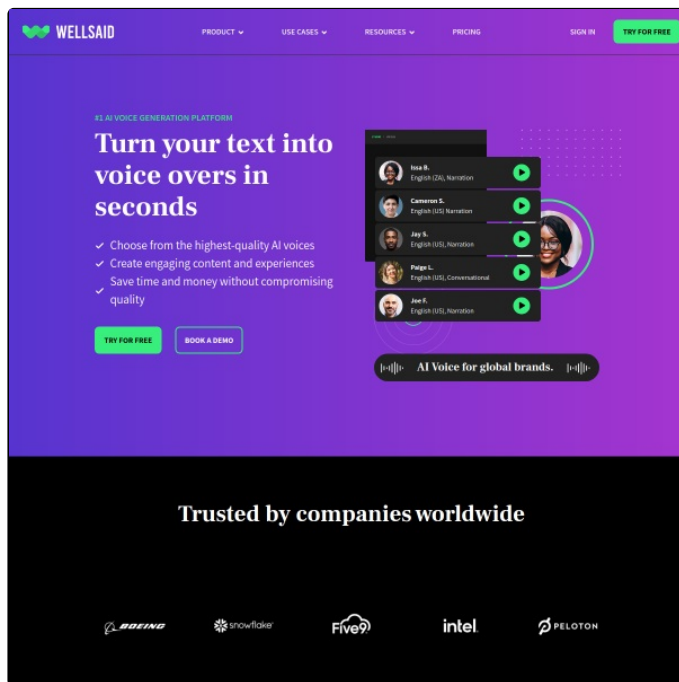 WELLSAID
PRODUCT
USE CASES
RESOURCES
PRICING
SIGN IN
TRY FOR FREE
#1 AI VOICE GENERATION PLATFORM
Turn your text into
voice overs in
seconds
Choose from the highest-quality AI voices
Create engaging content and experiences
Save time and money without compromising
quality
TRY FOR FREE
BOOK A DEMO
Issa B.
English (ZA), Narration
Cameron S.
English (US) Narration
Jay S.
English (US), Narration
Paige L.
English (US), Conversational
Joe F.
English (US), Narration
AI Voice for global brands.
Trusted by companies worldwide
BOEING
snowflake
Five9
intel.
PELOTON